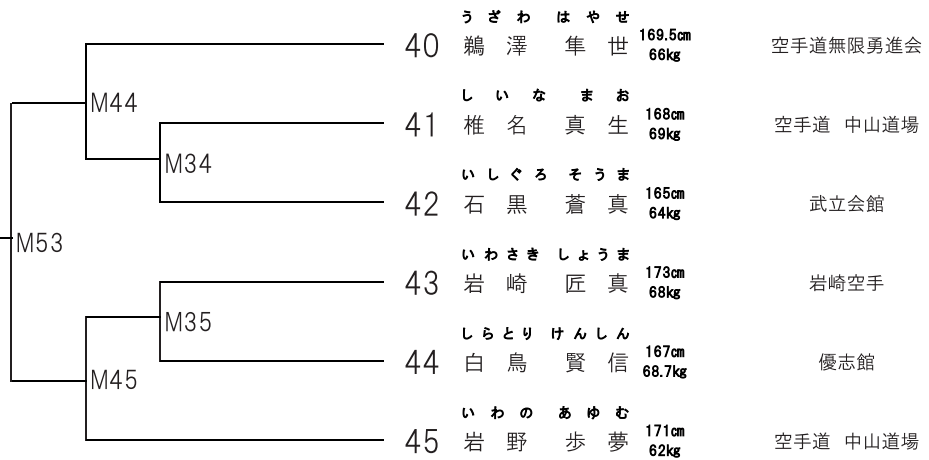 うざわ はやせ
40 鵜澤 隼世 169.5cm 66kg 空手道無限勇進会
M44
しいな まお
41 椎名 真生 168cm 69kg 空手道 中山道場
M34
いしぐろ そうま
42 石黒 蒼真 165cm 64kg 武立会館
M53
いわさき しょうま
43 岩崎 匠真 173cm 68kg 岩崎空手
M35
しらとり けんしん
44 白鳥 賢信 167cm 68.7kg 優志館
M45
いわの あゆむ
45 岩野 歩夢 171cm 62kg 空手道 中山道場